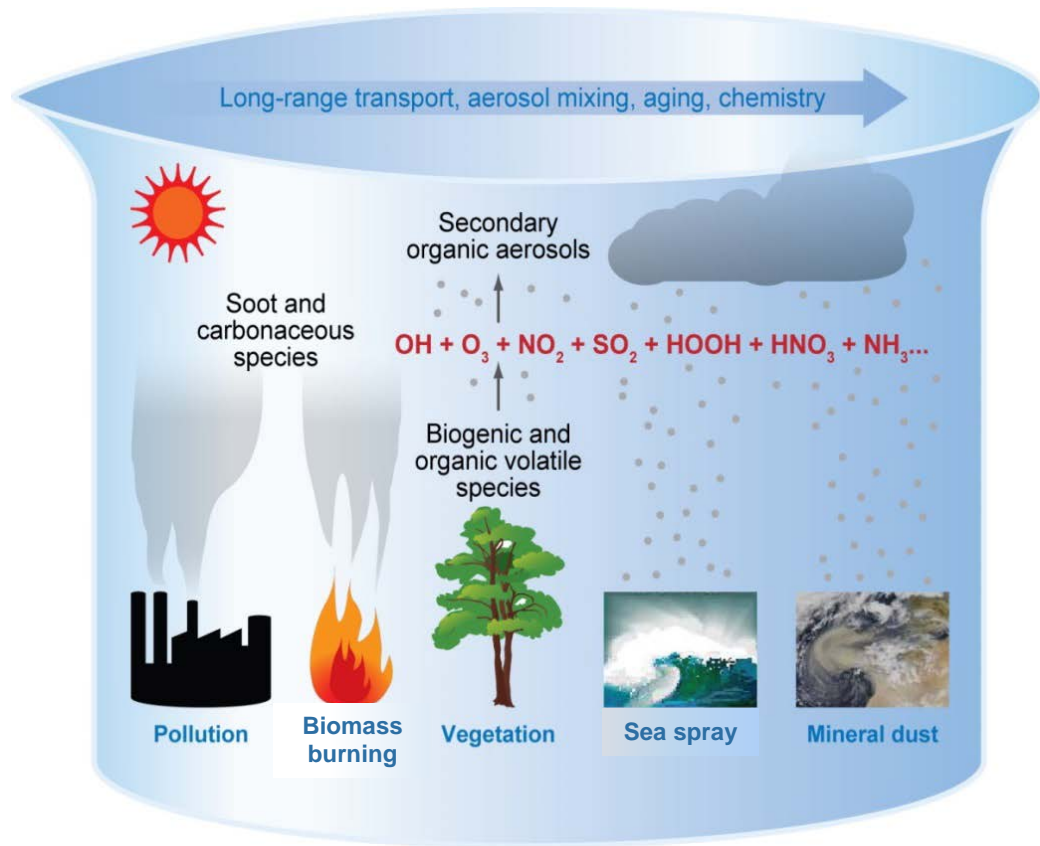 Long-range transport, aerosol mixing, aging, chemistry
Secondary
organic aerosols
Soot and
carbonaceous
species
OH + O₃ + NO₂ + SO₂ + HOOH + HNO₃ + NH₃...
Biogenic and
organic volatile
species
Pollution
Biomass
burning
Vegetation
Sea spray
Mineral dust